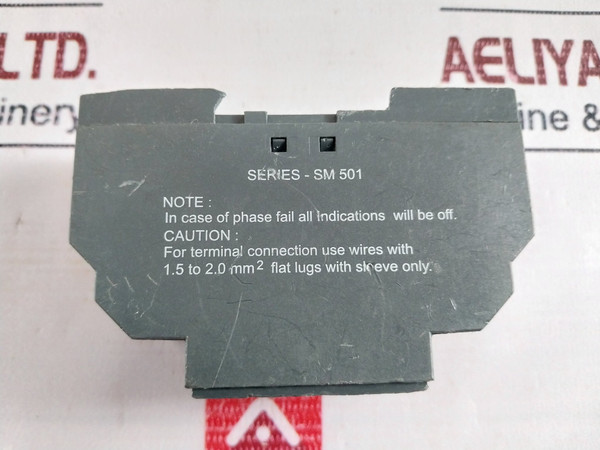 LTD.
AELIYA
inery
ine &
SERIES - SM 501
NOTE :
In case of phase fail all indications will be off.
CAUTION :
For terminal connection use wires with
1.5 to 2.0 mm² flat lugs with sleeve only.